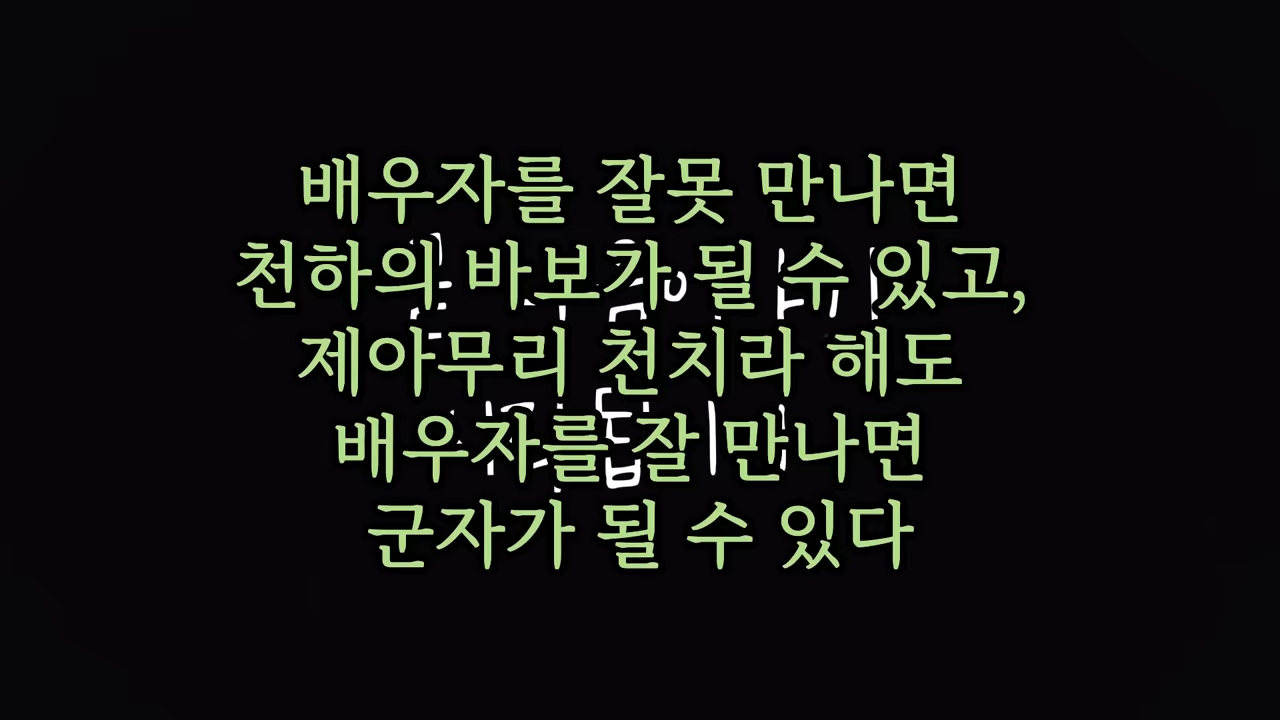 배우자를 잘못 만나면
천하의 바보가 될 수 있고,
제아무리 천치라 해도
배우자를 잘 만나면
군자가 될 수 있다